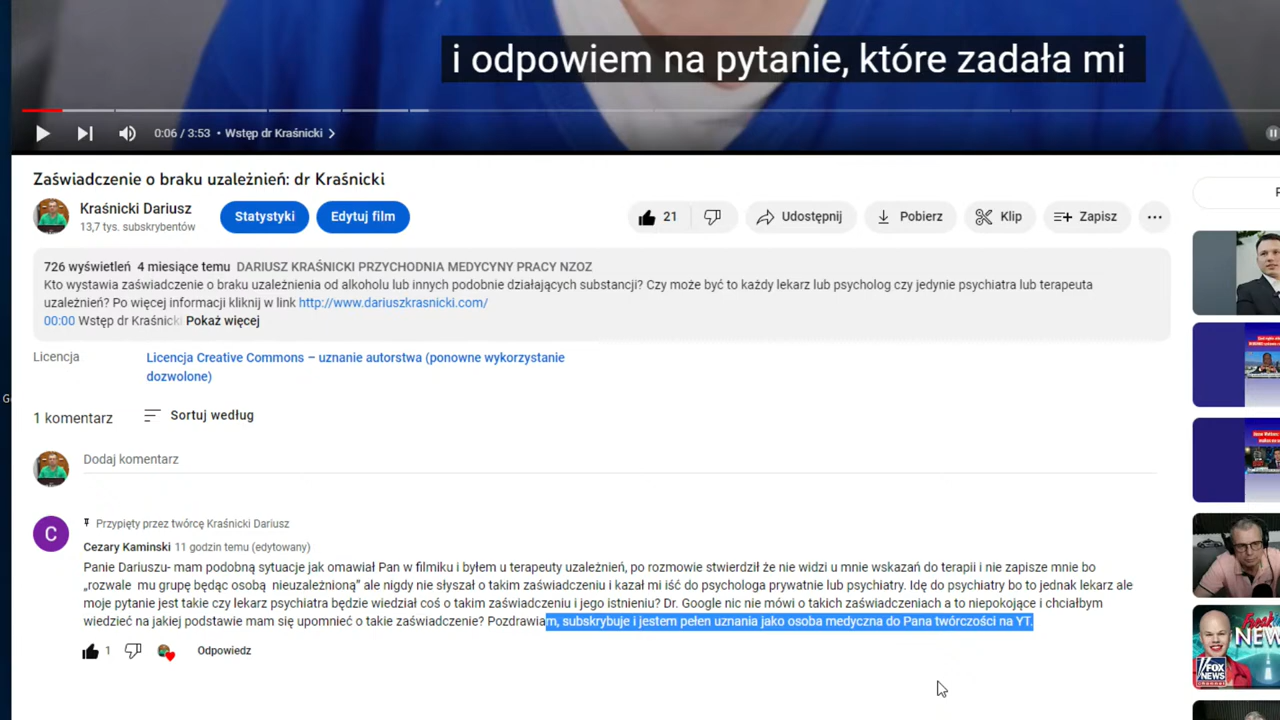 i odpowiem na pytanie, które zadała mi
0:06 / 3:53 • Wstęp dr Kraśnicki
Zaświadczenie o braku uzależnień: dr Kraśnicki
Kraśnicki Dariusz
13,7 tys. subskrybentów
Statystyki
Edytuj film
21
Udostępnij
Pobierz
Klip
Zapisz
726 wyświetleń 4 miesiące temu DARIUSZ KRAŚNICKI PRZYCHODNIA MEDYCYNY PRACY NZOZ
Kto wystawia zaświadczenie o braku uzależnienia od alkoholu lub innych podobnie działających substancji? Czy może być to każdy lekarz lub psycholog czy jedynie psychiatra lub terapeuta
uzależnień? Po więcej informacji kliknij w link http://www.dariuszkrasnicki.com/
00:00 Wstęp dr Kraśnicki Pokaż więcej
Licencja
Licencja Creative Commons – uznanie autorstwa (ponowne wykorzystanie
dozwolone)
1 komentarz
Sortuj według
Dodaj komentarz
C
Przypięty przez twórcę Kraśnicki Dariusz
Cezary Kaminski 11 godzin temu (edytowany)
Panie Dariuszu- mam podobną sytuacje jak omawiał Pan w filmiku i byłem u terapeuty uzależnień, po rozmowie stwierdził że nie widzi u mnie wskazań do terapii i nie zapisze mnie bo
„rozwale mu grupę będąc osobą nieuzależnioną” ale nigdy nie słyszał o takim zaświadczeniu i kazał mi iść do psychologa prywatnie lub psychiatry. Idę do psychiatry bo to jednak lekarz ale
moje pytanie jest takie czy lekarz psychiatra będzie wiedział coś o takim zaświadczeniu i jego istnieniu? Dr. Google nic nie mówi o takich zaświadczeniach a to niepokojące i chciałbym
wiedzieć na jakiej podstawie mam się upomnieć o takie zaświadczenie? Pozdrawiam, subskrybuje i jestem pełen uznania jako osoba medyczna do Pana twórczości na YT.
1
Odpowiedz
NEWS
FOX
NEWS
channel